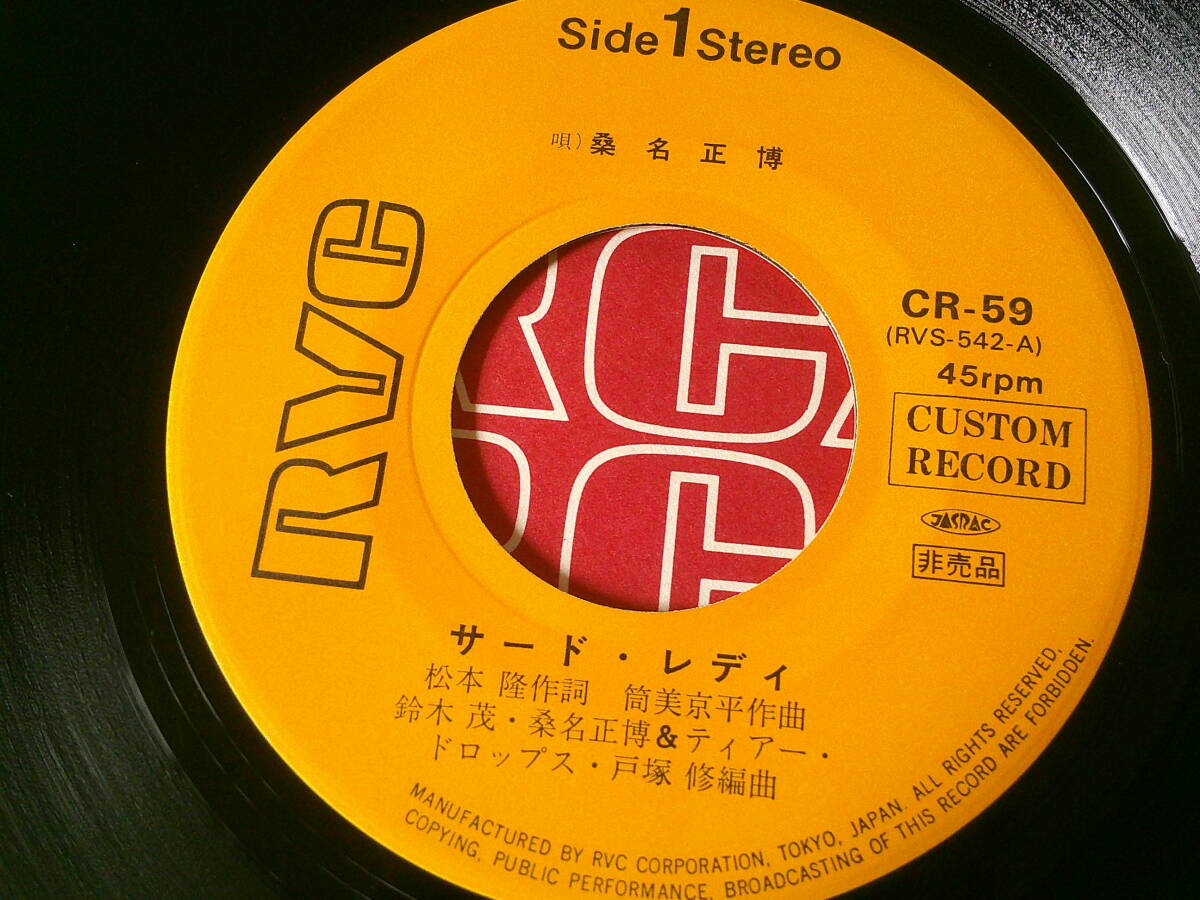 Side 1 Stereo
唄) 桑名正博
RVC
CR-59
(RVS-542-A)
45rpm
CUSTOM
RECORD
JASRAC
非売品
サード・レディ
松本 隆作詞 筒美京平作曲
鈴木 茂・桑名正博&ティアー・
ドロップス・戸塚 修編曲
MANUFACTURED BY RVC CORPORATION, TOKYO, JAPAN. ALL RIGHTS RESERVED,
COPYING, PUBLIC PERFORMANCE, BROADCASTING OF THIS RECORD ARE FORBIDDEN.